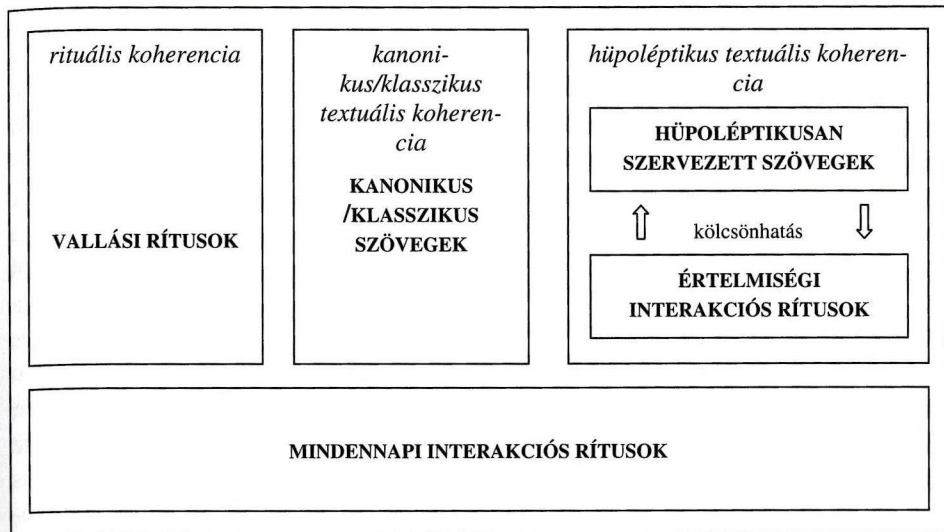 rituális koherencia
VALLÁSI RÍTUSOK
kanoni-
kus/klasszikus
textuális koheren-
cia
KANONIKUS
/KLASSZIKUS
SZÖVEGEK
hüpoléptikus textuális koheren-
cia
HÜPOLÉPTIKUSAN
SZERVEZETT SZÖVEGEK
kölcsönhatás
ÉRTELMISÉGI
INTERAKCIÓS RÍTUSOK
MINDENNAPI INTERAKCIÓS RÍTUSOK